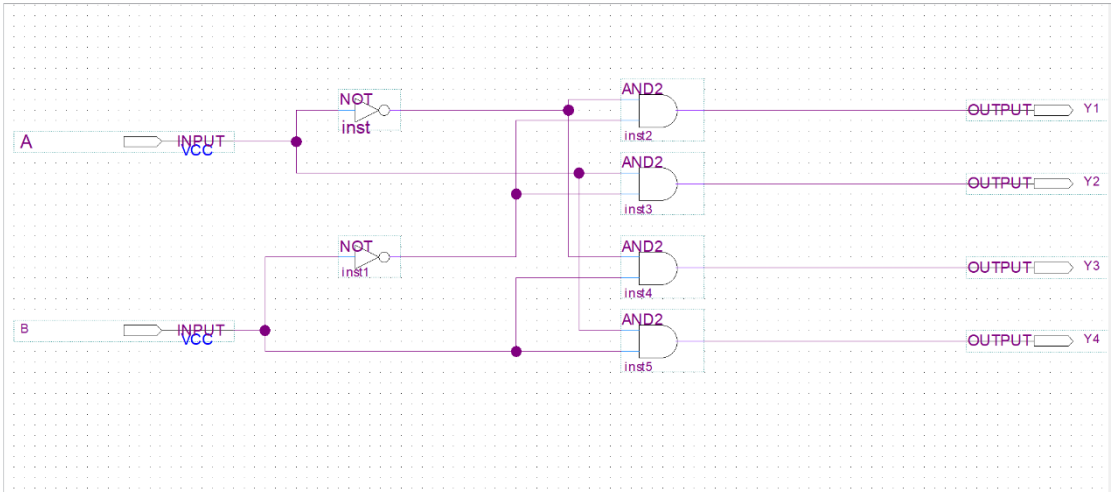 NOT
inst
A
INPUT
VCC
AND2
inst2
OUTPUT
Y1
AND2
inst3
OUTPUT
Y2
NOT
inst1
AND2
inst4
OUTPUT
Y3
B
INPUT
VCC
AND2
inst5
OUTPUT
Y4